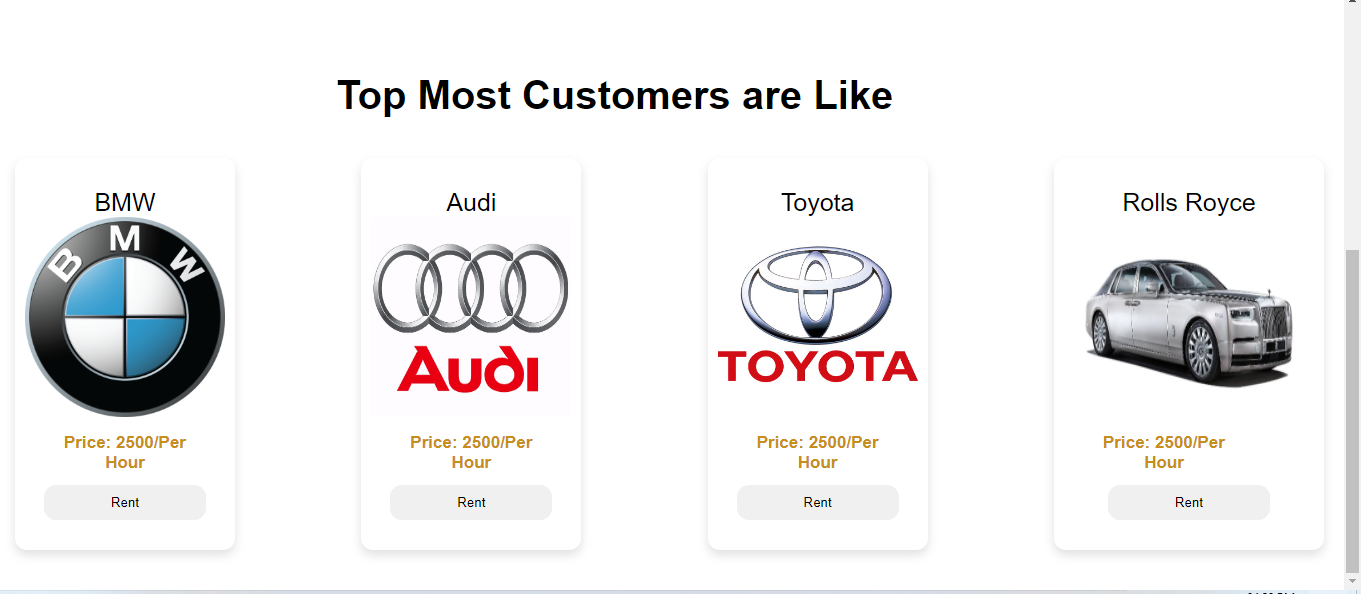 Top Most Customers are Like
BMW
Audi
Toyota
Rolls Royce
B M W
Audi
TOYOTA
Price: 2500/Per
Hour
Price: 2500/Per
Hour
Price: 2500/Per
Hour
Price: 2500/Per
Hour
Rent
Rent
Rent
Rent